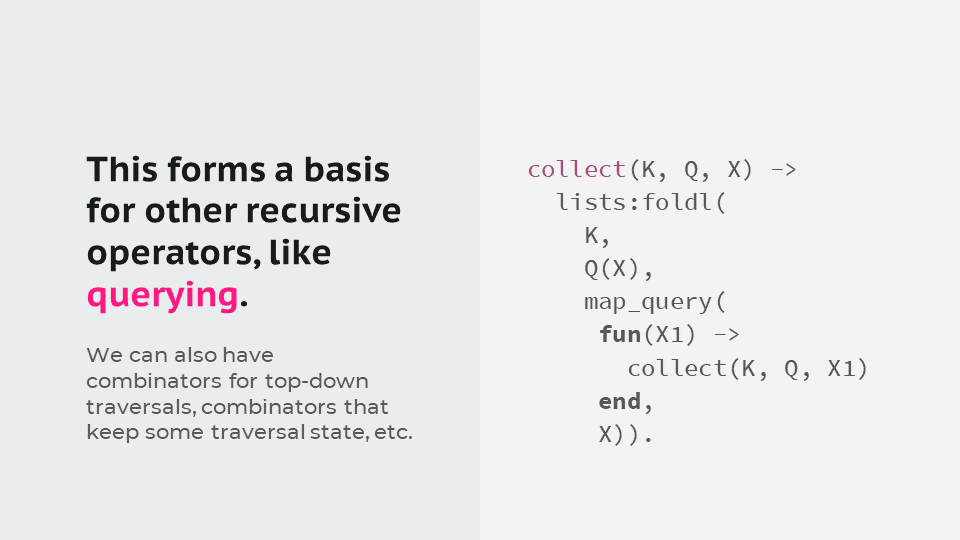 This forms a basis
for other recursive
operators, like
querying.
We can also have
combinators for top-down
traversals, combinators that
keep some traversal state, etc.
collect(K, Q, X) ->
  lists:foldl(
    K,
    Q(X),
    map_query(
     fun(X1) ->
       collect(K, Q, X1)
     end,
     X)).